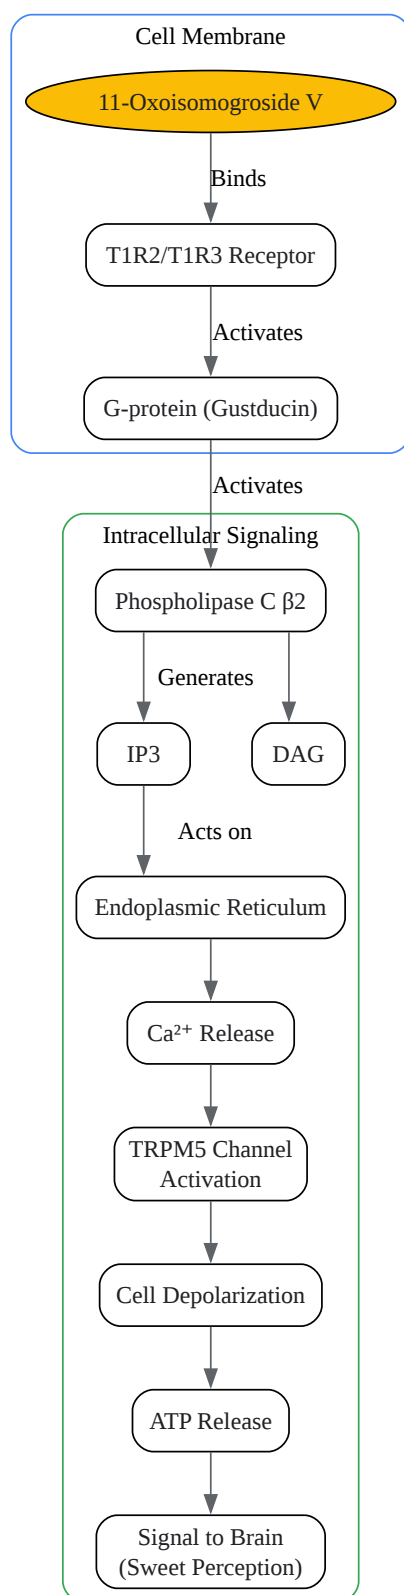 Cell Membrane
11-Oxoisomogroside V
Binds
T1R2/T1R3 Receptor
Activates
G-protein (Gustducin)
Activates
Intracellular Signaling
Phospholipase C β2
Generates
IP3
DAG
Acts on
Endoplasmic Reticulum
Ca²⁺ Release
TRPM5 Channel
Activation
Cell Depolarization
ATP Release
Signal to Brain
(Sweet Perception)